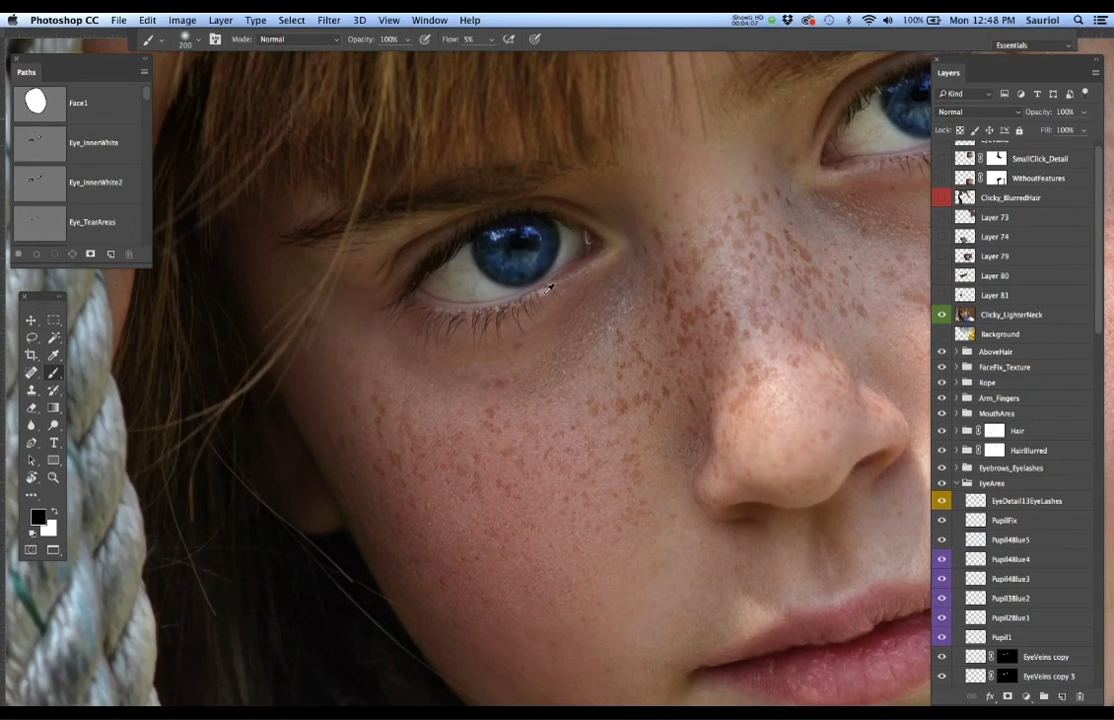 Photoshop CC File Edit Image Layer Type Select Filter 3D View Window Help
100% Mon 12:48 PM Sauriol
200 Mode: Normal Opacity: 100% Flow: 5% Essentials
Paths
Face1
Eye_InnerWhite
Eye_InnerWhite2
Eye_TearAreas
Layers
Kind
Normal Opacity: 100%
Lock: Fill: 100%
SmallClick_Detail
WithoutFeatures
Clicky_BlurredHair
Layer 73
Layer 74
Layer 79
Layer 80
Layer 81
Clicky_LighterNeck
Background
AboveHair
FaceFix_Texture
Rope
Arm_Fingers
MouthArea
Hair
HairBlurred
Eyebrows_Eyelashes
EyeArea
EyeDetail13EyeLashes
PupilFix
Pupil4Blue5
Pupil4Blue4
Pupil4Blue3
Pupil3Blue2
Pupil2Blue1
Pupil1
EyeVeins copy
EyeVeins copy 3
fx